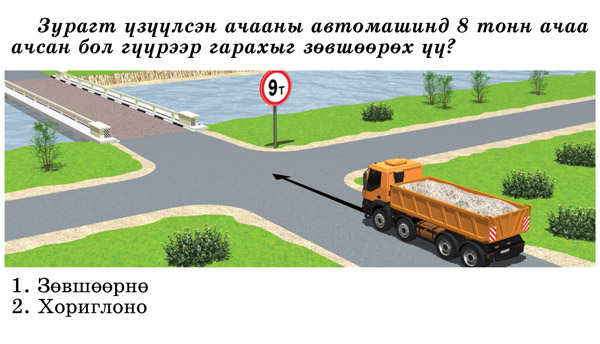 Зурагт үзүүлсэн ачааны автомашинд 8 тонн ачаа
ачсан бол гүүрээр гарахыг зөвшөөрөх үү?
9т
1. Зөвшөөрнө
2. Хориглоно